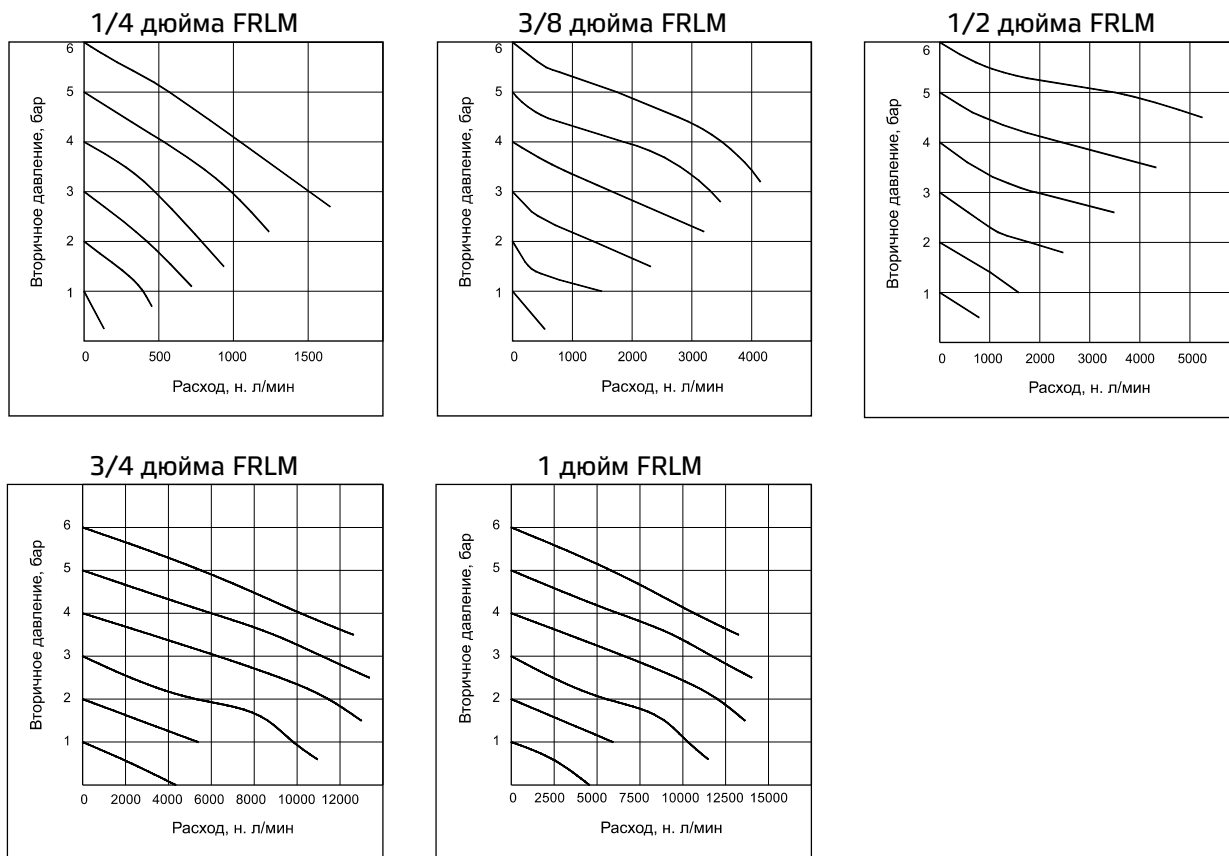 1/4 дюйма FRLM
6
5
4
3
2
1
0 500 1000 1500
Вторичное давление, бар
Расход, н. л/мин
3/8 дюйма FRLM
6
5
4
3
2
1
0 1000 2000 3000 4000
Вторичное давление, бар
Расход, н. л/мин
1/2 дюйма FRLM
6
5
4
3
2
1
0 1000 2000 3000 4000 5000
Вторичное давление, бар
Расход, н. л/мин
3/4 дюйма FRLM
6
5
4
3
2
1
0 2000 4000 6000 8000 10000 12000
Вторичное давление, бар
Расход, н. л/мин
1 дюйм FRLM
6
5
4
3
2
1
0 2500 5000 7500 10000 12500 15000
Вторичное давление, бар
Расход, н. л/мин